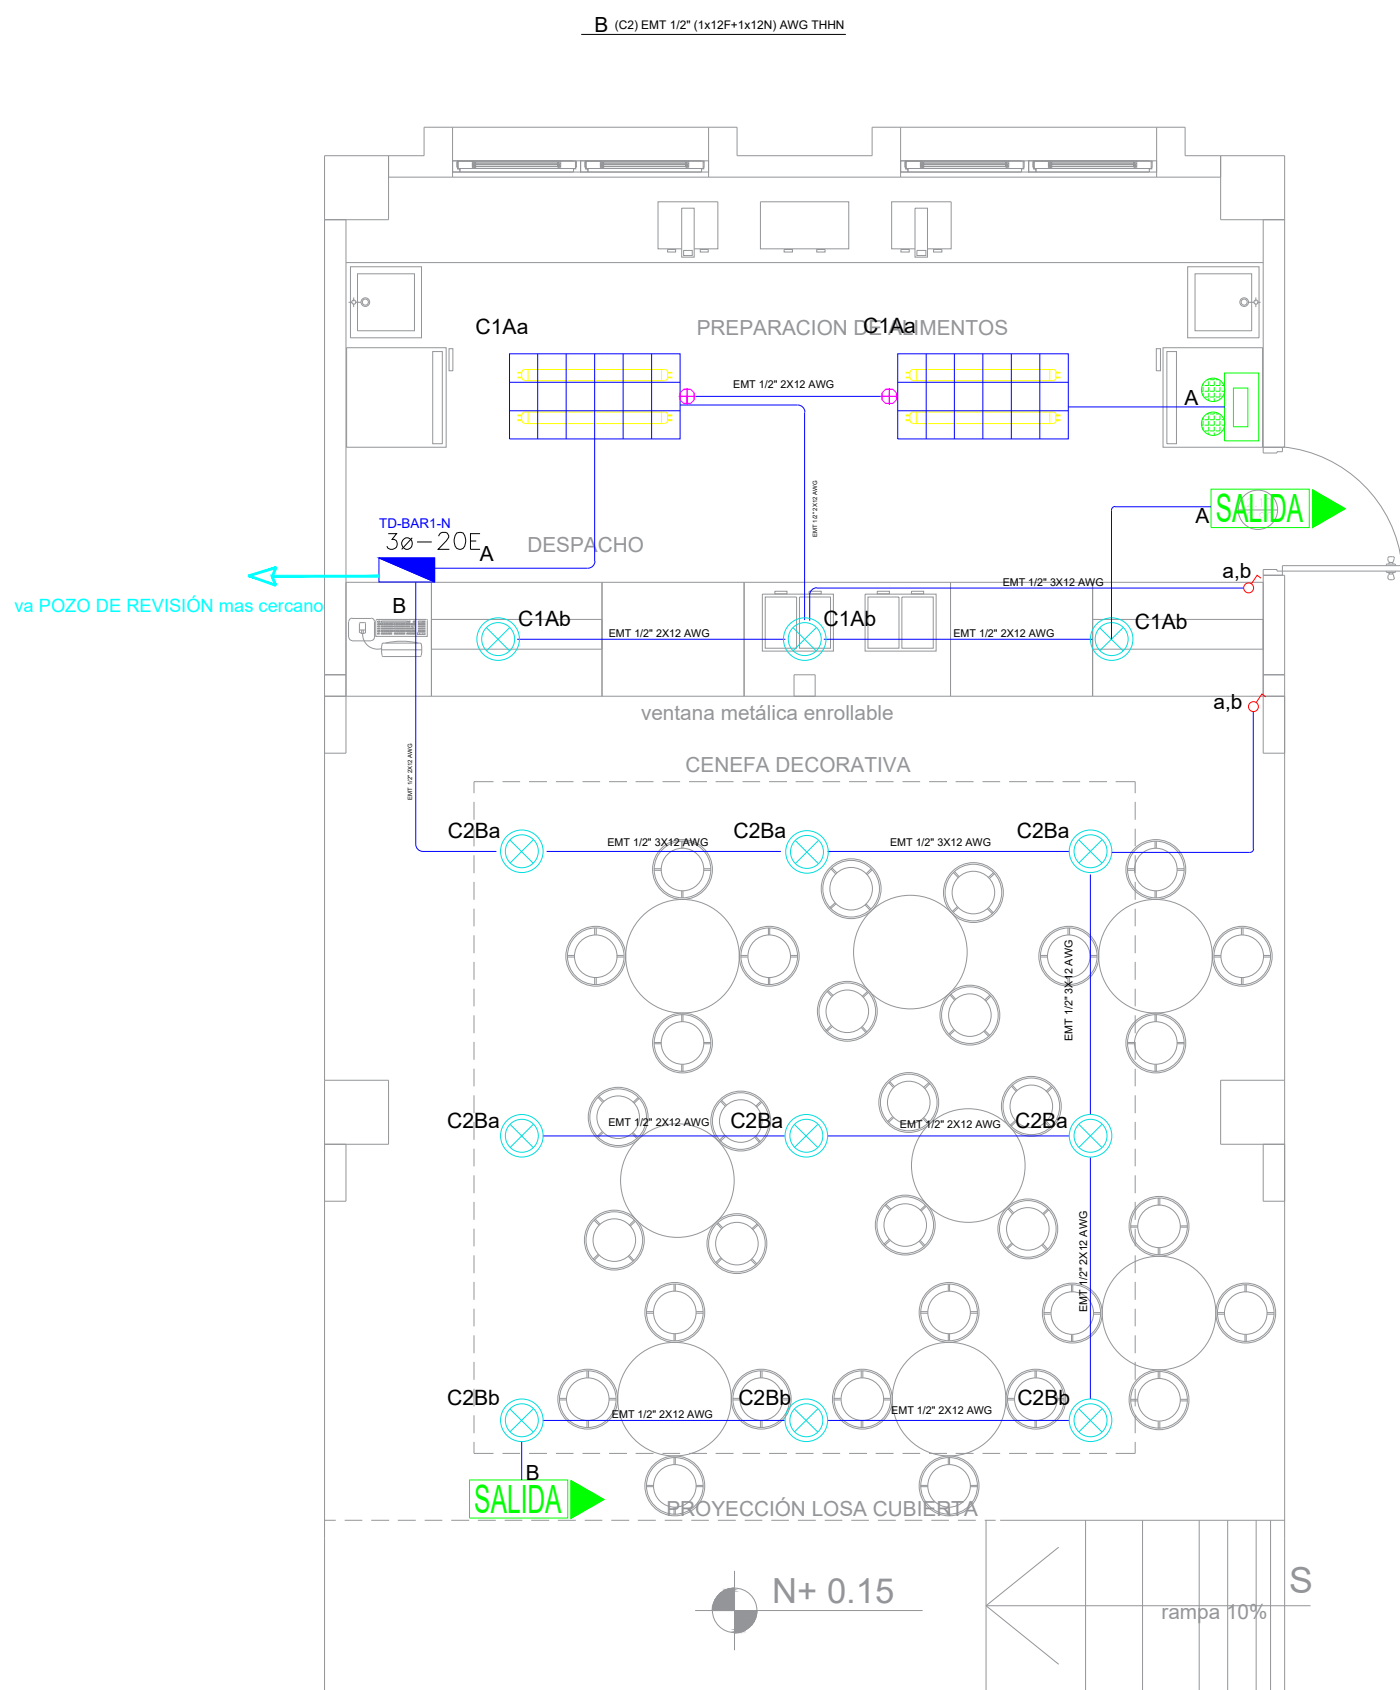 B (C2) EMT 1/2" (1x12F+1x12N) AWG THHN
C1Aa
PREPARACION DE ALIMENTOS
C1Aa
EMT 1/2" 2X12 AWG
A
EMT 1/2" 2X12 AWG
SALIDA
A
TD-BAR1-N
3ø-20E
A
DESPACHO
va POZO DE REVISIÓN mas cercano
a,b
EMT 1/2" 3X12 AWG
B
C1Ab
EMT 1/2" 2X12 AWG
C1Ab
EMT 1/2" 2X12 AWG
C1Ab
a,b
ventana metálica enrollable
EMT 1/2" 2X12 AWG
CENEFA DECORATIVA
C2Ba
EMT 1/2" 3X12 AWG
C2Ba
EMT 1/2" 3X12 AWG
C2Ba
EMT 1/2" 3X12 AWG
C2Ba
EMT 1/2" 2X12 AWG
C2Ba
EMT 1/2" 2X12 AWG
C2Ba
EMT 1/2" 2X12 AWG
C2Bb
EMT 1/2" 2X12 AWG
C2Bb
EMT 1/2" 2X12 AWG
C2Bb
B
SALIDA
PROYECCIÓN LOSA CUBIERTA
N+ 0.15
S
rampa 10%